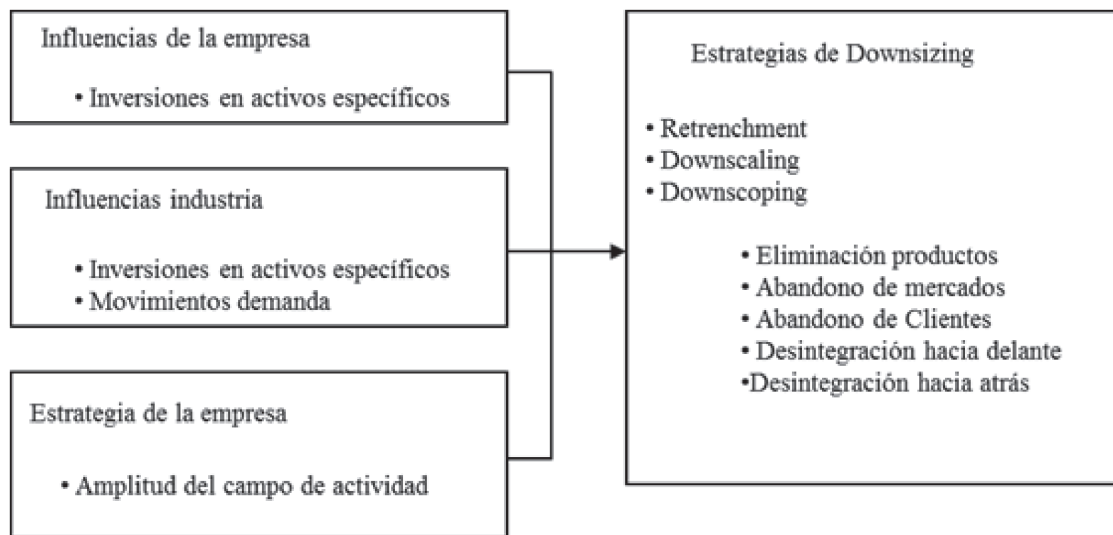 Influencias de la empresa
• Inversiones en activos específicos
Influencias industria
• Inversiones en activos específicos
• Movimientos demanda
Estrategia de la empresa
• Amplitud del campo de actividad
Estrategias de Downsizing
• Retrenchment
• Downscaling
• Downscoping
• Eliminación productos
• Abandono de mercados
• Abandono de Clientes
• Desintegración hacia delante
•Desintegración hacia atrás